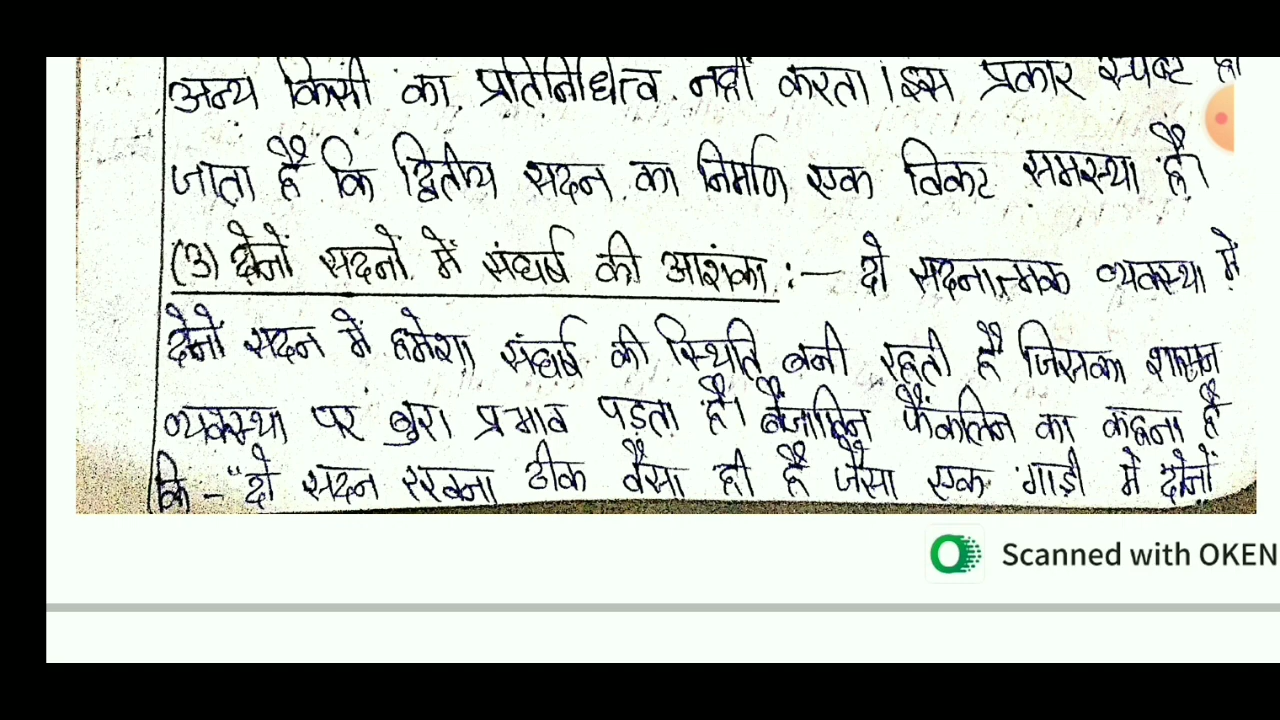 अन्य किसी का प्रतिनिधित्व नहीं करता। इस प्रकार स्पष्ट हो
जाता है कि द्वितीय सदन का निर्माण एक विकट समस्या है।
(3) दोनों सदनों में संघर्ष की आशंका :— दो सदनात्मक व्यवस्था में
दोनों सदन में हमेशा संघर्ष की स्थिति बनी रहती है जिसका शासन
व्यवस्था पर बुरा प्रभाव पड़ता है। बैंजामिन फ्रैंकलिन का कहना है
कि - "दो सदन रखना ठीक वैसा ही है जैसा एक गाड़ी में दोनों
Scanned with OKEN